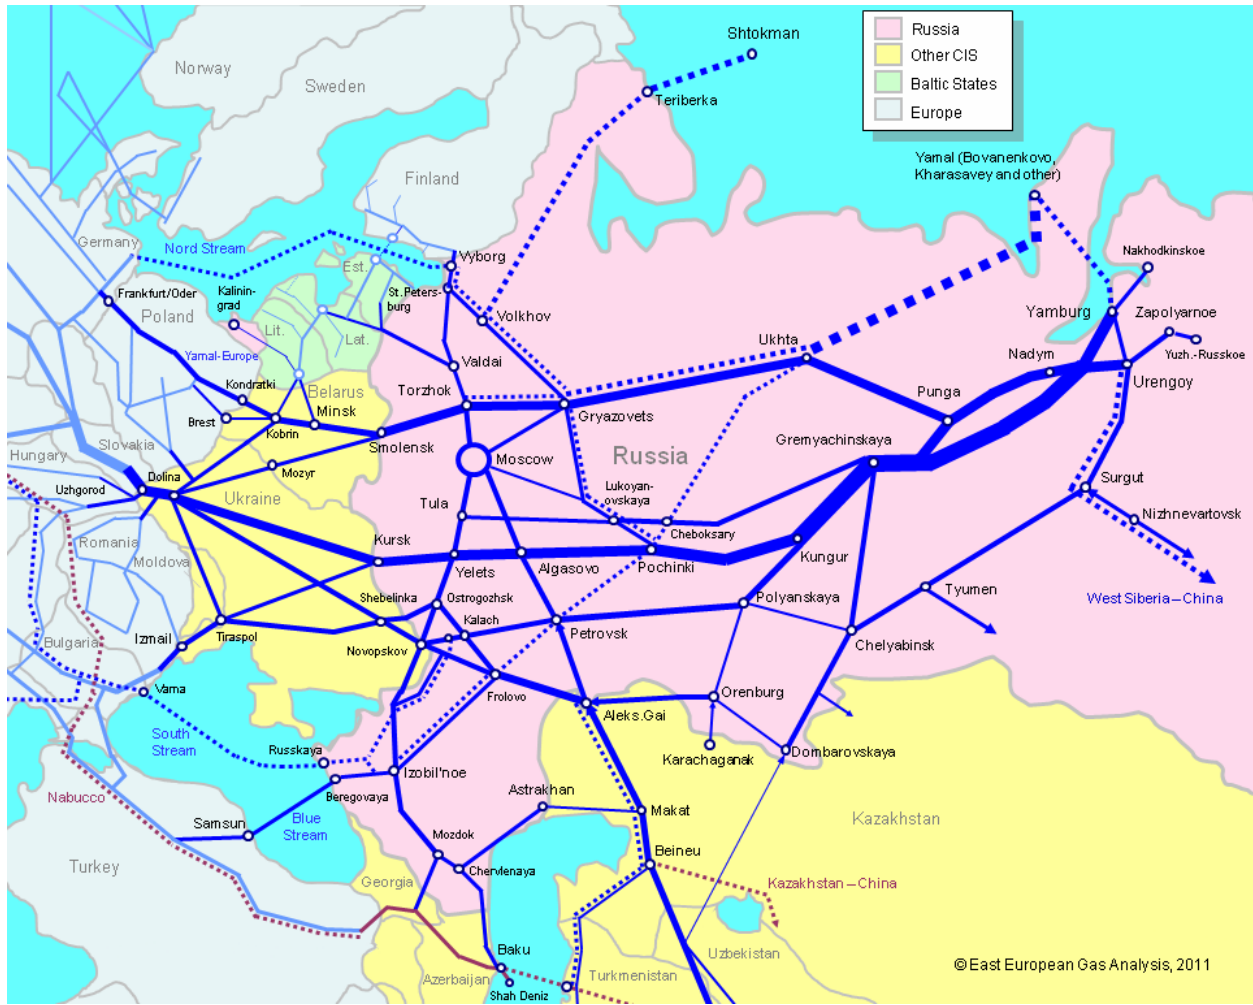 Shtokman
Russia
Other CIS
Baltic States
Europe
Norway
Sweden
Teriberka
Yamal (Bovanenkovo,
Kharasavey and other)
Finland
Germany
Nord Stream
Vyborg
Nakhodkinskoe
Est.
Frankfurt/Oder
Kalinin-
grad
St.Peters-
burg
Volkhov
Yamburg
Zapolyarnoe
Poland
Lit.
Lat.
Ukhta
Yamal-Europe
Valdai
Nadym
Yuzh.-Russkoe
Urengoy
Kondratki
Belarus
Torzhok
Punga
Brest
Minsk
Gryazovets
Kobrin
Smolensk
Gremyachinskaya
Slovakia
Hungary
Moscow
Russia
Dolina
Mozyr
Surgut
Uzhgorod
Ukraine
Lukoyan-
ovskaya
Tula
Cheboksary
Nizhnevartovsk
Romania
Kursk
Moldova
Yelets
Algasovo
Pochinki
Kungur
Shebelinka
Ostrogozhsk
Polyanskaya
Tyumen
West Siberia – China
Kalach
Izmail
Tiraspol
Petrovsk
Chelyabinsk
Bulgaria
Novopskov
Varna
Frolovo
Orenburg
Aleks.Gai
South
Stream
Russkaya
Karachaganak
Dombarovskaya
Izobil'noe
Nabucco
Beregovaya
Astrakhan
Samsun
Blue
Stream
Makat
Kazakhstan
Mozdok
Beineu
Turkey
Georgia
Chervlenaya
Kazakhstan – China
Baku
Uzbekistan
Azerbaijan
Turkmenistan
© East European Gas Analysis, 2011
Shah Deniz